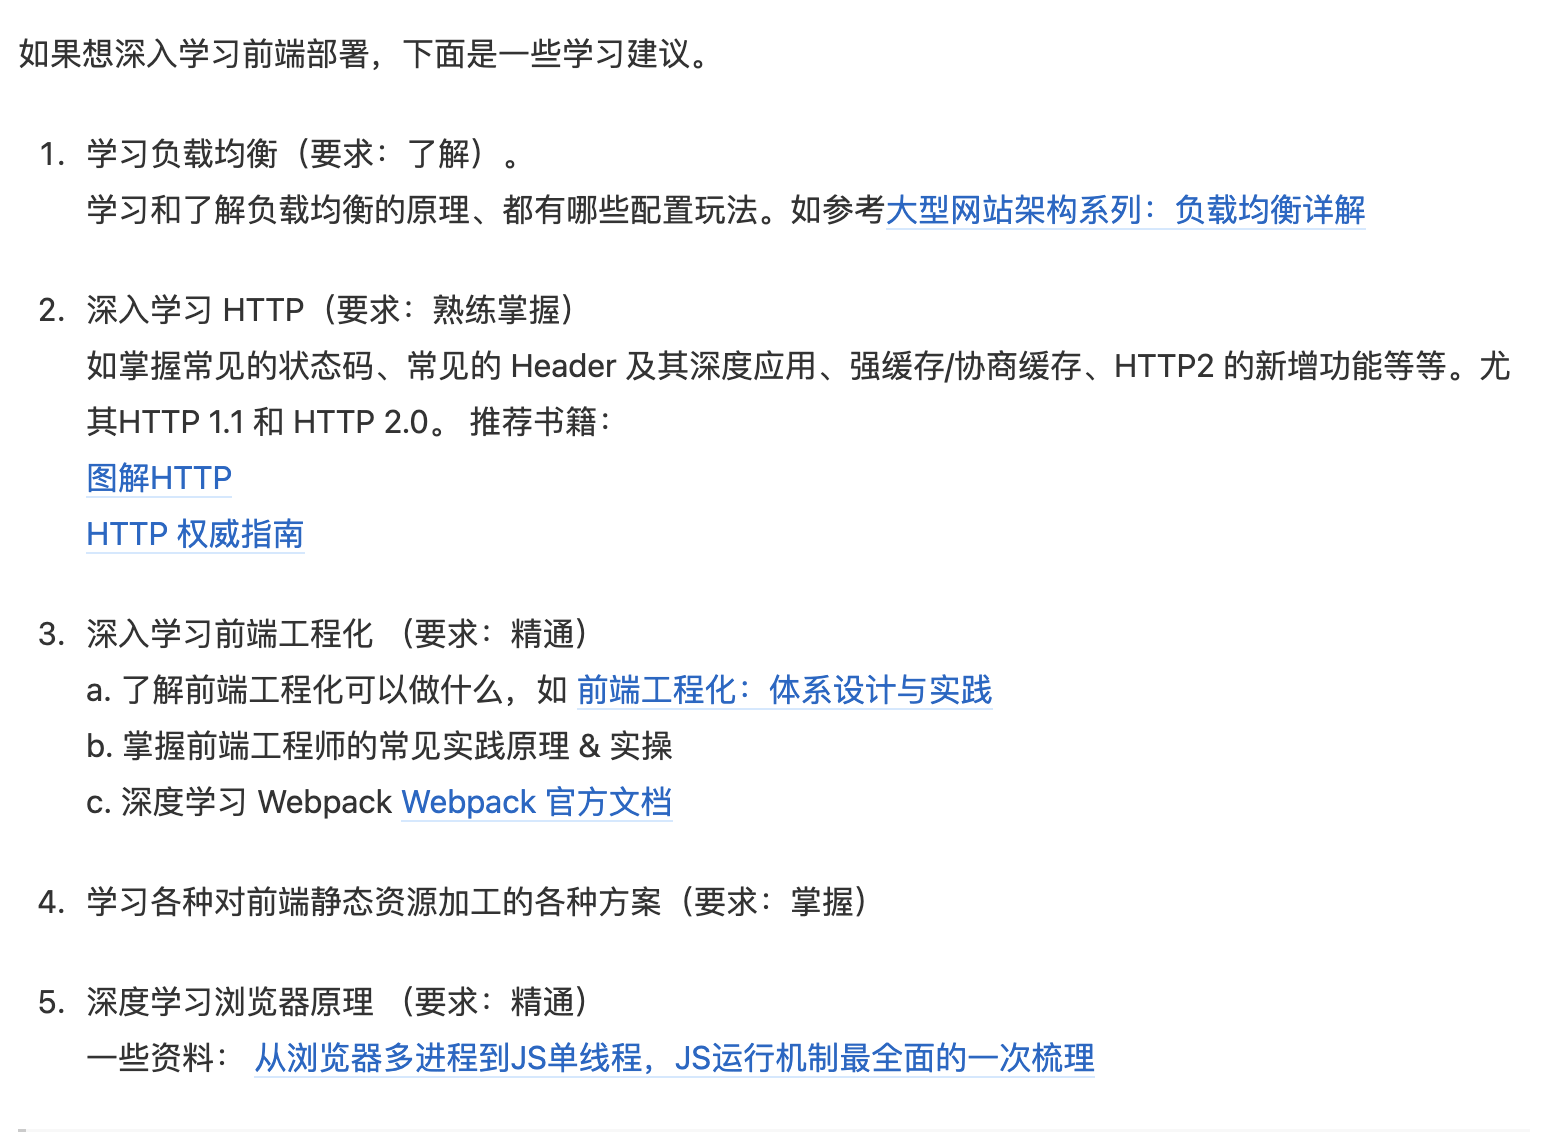 如果想深入学习前端部署，下面是一些学习建议。
1. 学习负载均衡（要求：了解）。
学习和了解负载均衡的原理、都有哪些配置玩法。如参考大型网站架构系列：负载均衡详解
2. 深入学习 HTTP（要求：熟练掌握）
如掌握常见的状态码、常见的 Header 及其深度应用、强缓存/协商缓存、HTTP2 的新增功能等等。尤
其HTTP 1.1 和 HTTP 2.0。 推荐书籍：
图解HTTP
HTTP 权威指南
3. 深入学习前端工程化 （要求：精通）
a. 了解前端工程化可以做什么，如 前端工程化：体系设计与实践
b. 掌握前端工程师的常见实践原理 & 实操
c. 深度学习 Webpack Webpack 官方文档
4. 学习各种对前端静态资源加工的各种方案（要求：掌握）
5. 深度学习浏览器原理 （要求：精通）
一些资料： 从浏览器多进程到JS单线程，JS运行机制最全面的一次梳理